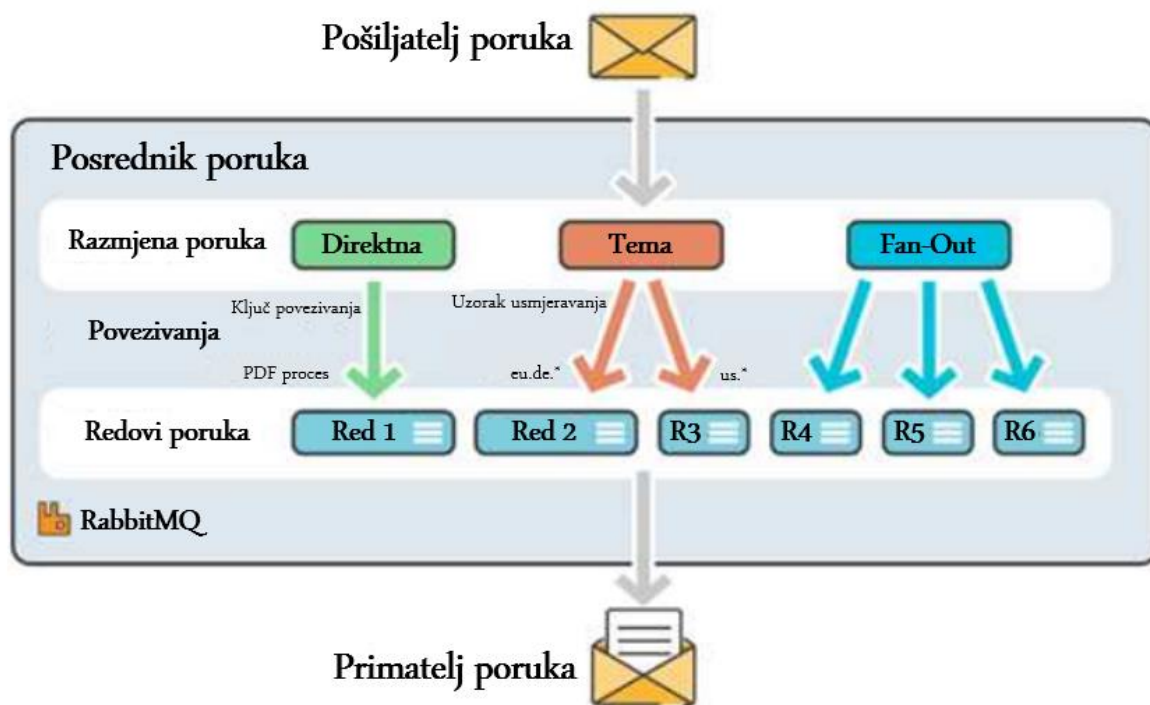 Pošiljatelj poruka
Posrednik poruka
Razmjena poruka
Direktna
Tema
Fan-Out
Ključ povezivanja
Uzorak usmjeravanja
Povezivanja
PDF proces
eu.de.*
us.*
Redovi poruka
Red 1
Red 2
R3
R4
R5
R6
RabbitMQ
Primatelj poruka